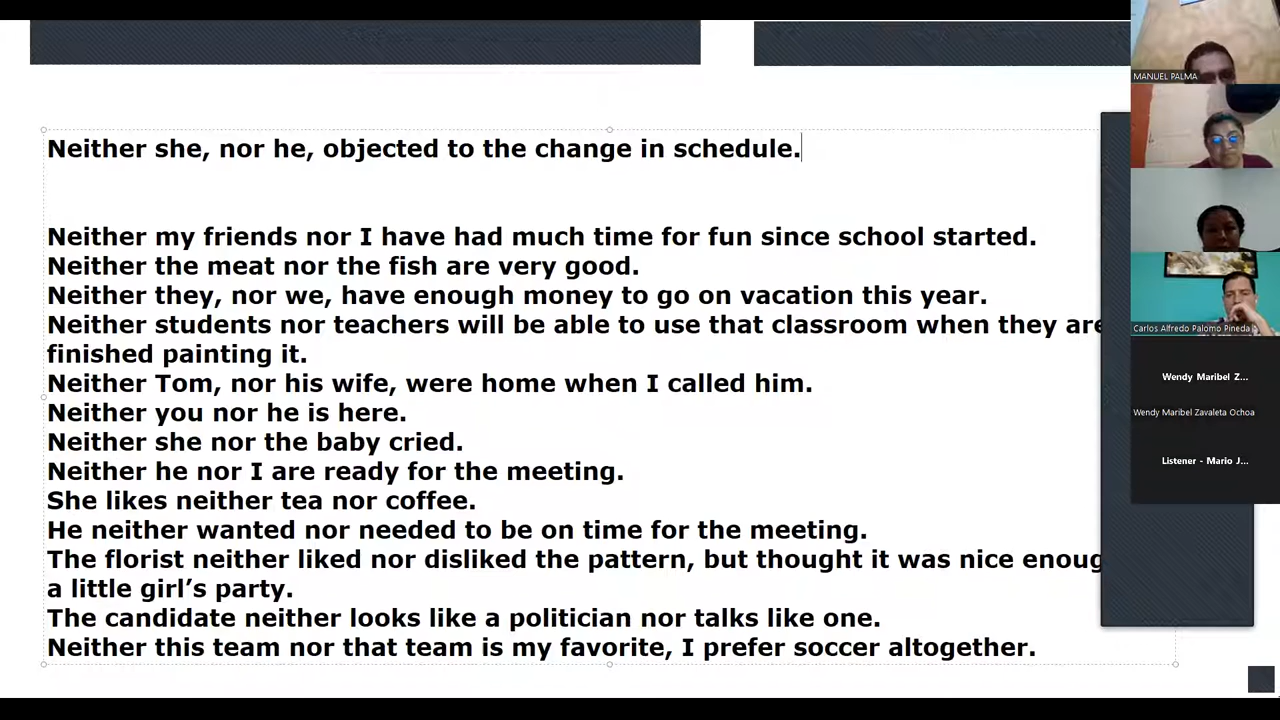 Neither she, nor he, objected to the change in schedule.
Neither my friends nor I have had much time for fun since school started.
Neither the meat nor the fish are very good.
Neither they, nor we, have enough money to go on vacation this year.
Neither students nor teachers will be able to use that classroom when they are
finished painting it.
Neither Tom, nor his wife, were home when I called him.
Neither you nor he is here.
Neither she nor the baby cried.
Neither he nor I are ready for the meeting.
She likes neither tea nor coffee.
He neither wanted nor needed to be on time for the meeting.
The florist neither liked nor disliked the pattern, but thought it was nice enoug
a little girl’s party.
The candidate neither looks like a politician nor talks like one.
Neither this team nor that team is my favorite, I prefer soccer altogether.
MANUEL PALMA
Carlos Alfredo Palomo Pineda
Wendy Maribel Z...
Wendy Maribel Zavaleta Ochoa
Listener - Mario J...